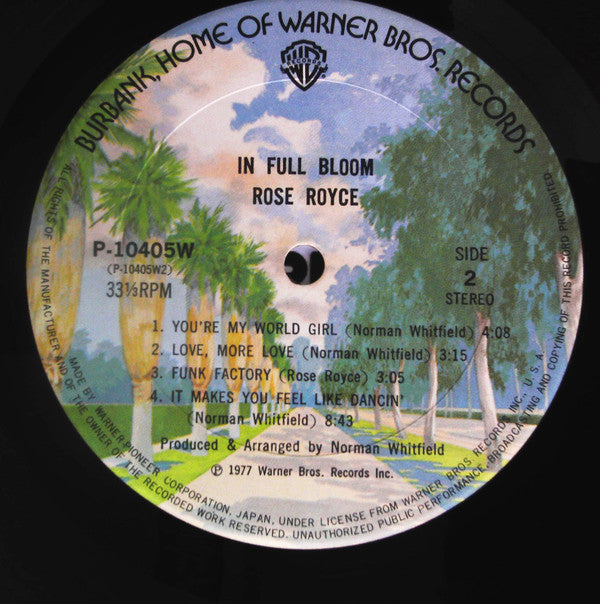 BURBANK, HOME OF WARNER BROS. RECORDS
WB
RECORDS
IN FULL BLOOM
ROSE ROYCE
P-10405W
(P-10405W2)
33⅓RPM
SIDE
2
STEREO
1. YOU'RE MY WORLD GIRL (Norman Whitfield) 4:08
2. LOVE, MORE LOVE (Norman Whitfield) 3:15
3. FUNK FACTORY (Rose Royce) 3:05
4. IT MAKES YOU FEEL LIKE DANCIN'
(Norman Whitfield) 8:43
Produced & Arranged by Norman Whitfield
℗ 1977 Warner Bros. Records Inc.
MADE BY WARNER-PIONEER CORPORATION, JAPAN, UNDER LICENSE FROM WARNER BROS. RECORDS INC., U.S.A.
ALL RIGHTS OF THE MANUFACTURER AND OF THE OWNER OF THE RECORDED WORK RESERVED. UNAUTHORIZED PUBLIC PERFORMANCE, BROADCASTING AND COPYING OF THIS RECORD PROHIBITED.